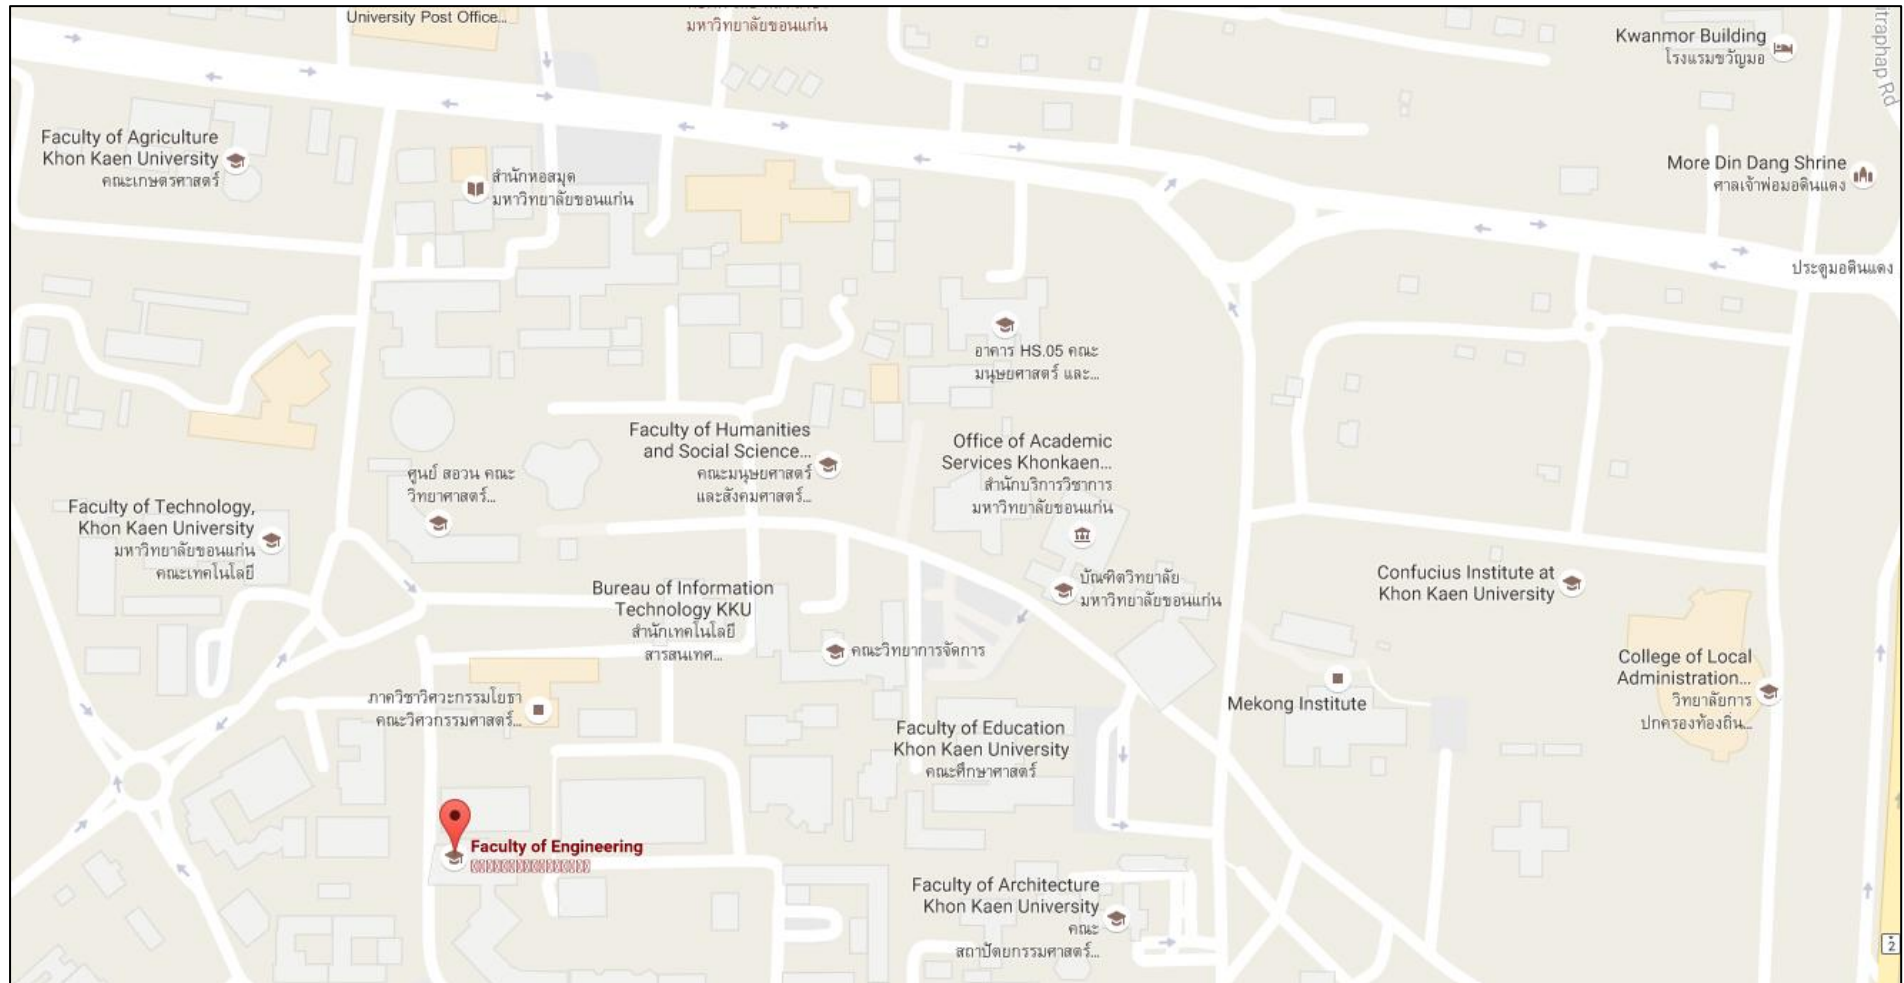 University Post Office...
มหาวิทยาลัยขอนแก่น
Kwanmor Building
โรงแรมขวัญมอ
itraphap Rd
Faculty of Agriculture
Khon Kaen University
คณะเกษตรศาสตร์
สำนักหอสมุด
มหาวิทยาลัยขอนแก่น
More Din Dang Shrine
ศาลเจ้าพ่อมอดินแดง
ประตูมอดินแดง
อาคาร HS.05 คณะ
มนุษยศาสตร์ และ...
Faculty of Humanities
and Social Science...
คณะมนุษยศาสตร์
และสังคมศาสตร์...
Office of Academic
Services Khonkaen...
สำนักบริการวิชาการ
มหาวิทยาลัยขอนแก่น
ศูนย์ สอวน คณะ
วิทยาศาสตร์...
Faculty of Technology,
Khon Kaen University
มหาวิทยาลัยขอนแก่น
คณะเทคโนโลยี
Bureau of Information
Technology KKU
สำนักเทคโนโลยี
สารสนเทศ...
บัณฑิตวิทยาลัย
มหาวิทยาลัยขอนแก่น
Confucius Institute at
Khon Kaen University
คณะวิทยาการจัดการ
College of Local
Administration...
วิทยาลัยการ
ปกครองท้องถิ่น...
ภาควิชาวิศวะกรรมโยธา
คณะวิศวกรรมศาสตร์...
Mekong Institute
Faculty of Education
Khon Kaen University
คณะศึกษาศาสตร์
Faculty of Engineering
Faculty of Architecture
Khon Kaen University
คณะ
สถาปัตยกรรมศาสตร์...
2